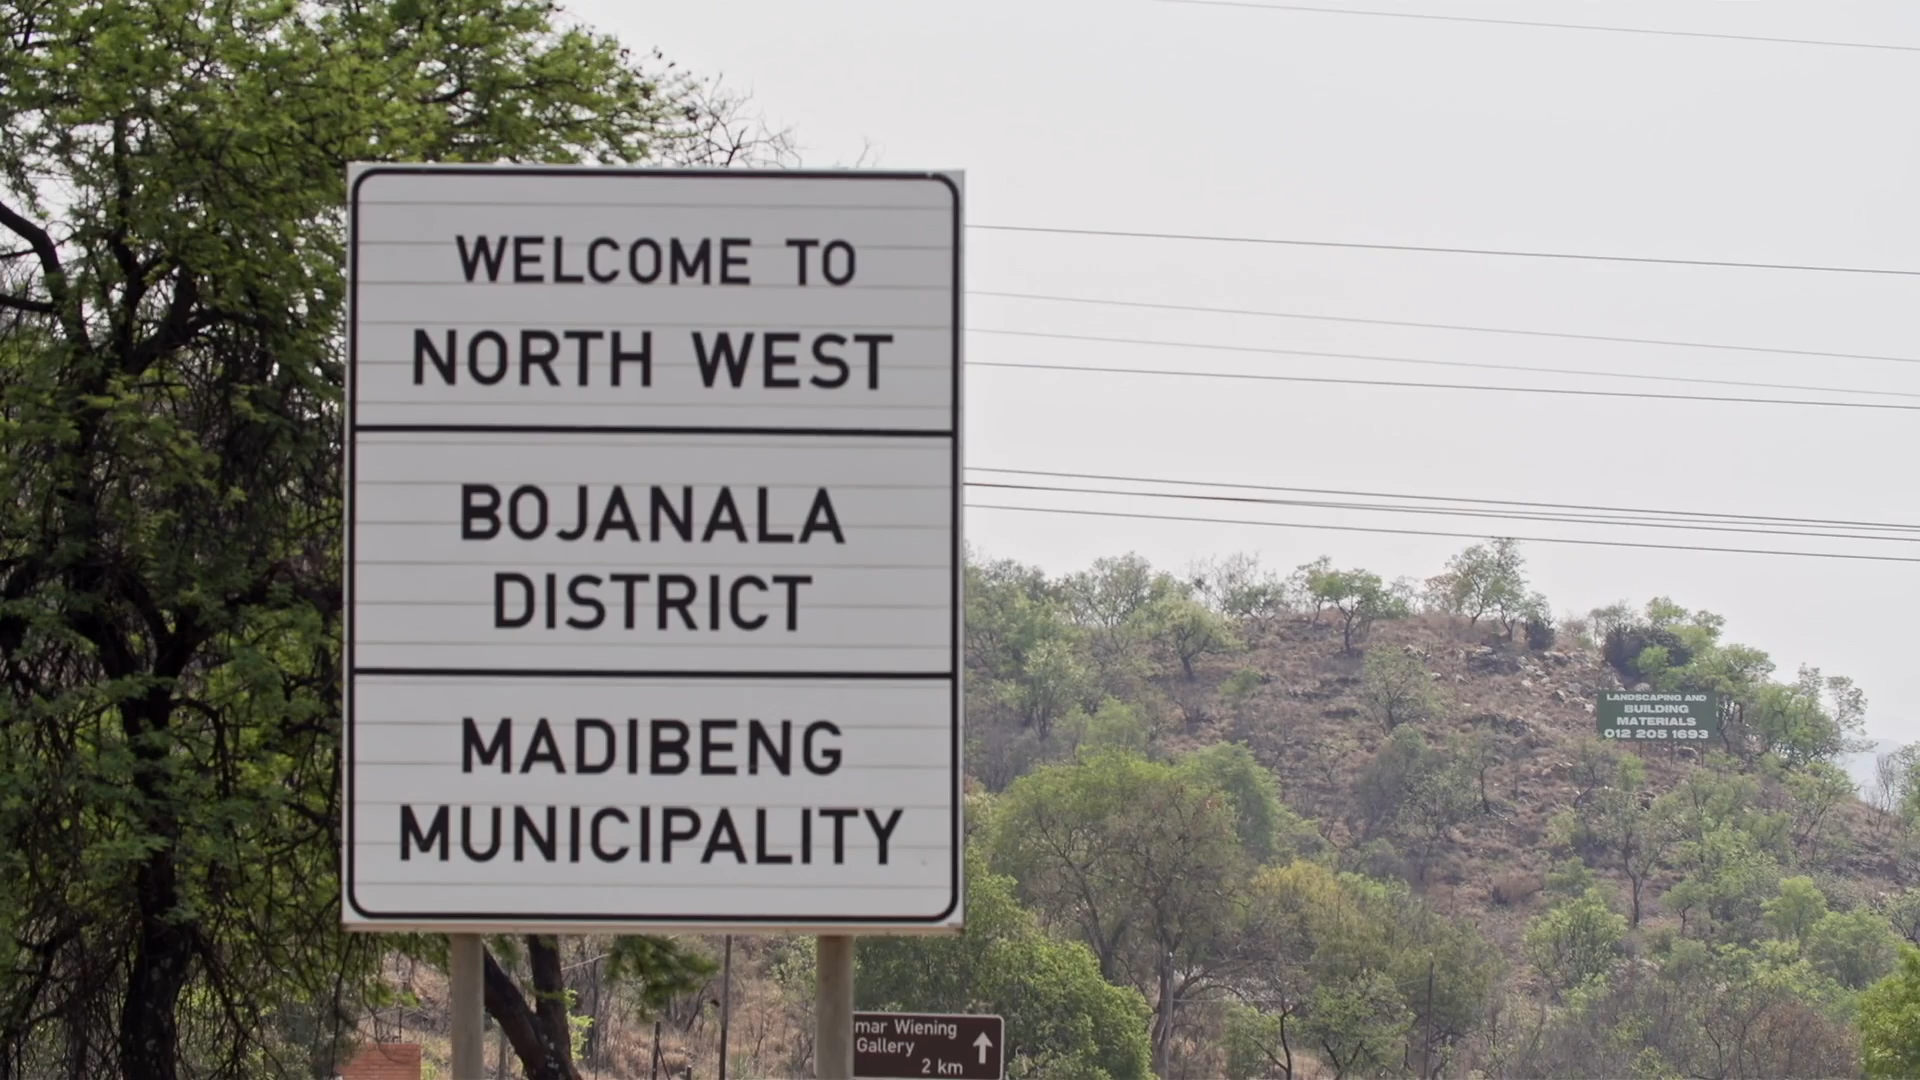 WELCOME TO
NORTH WEST
BOJANALA
DISTRICT
MADIBENG
MUNICIPALITY
LANDSCAPING AND
BUILDING
MATERIALS
012 205 1693
mar Wiening
Gallery
2 km